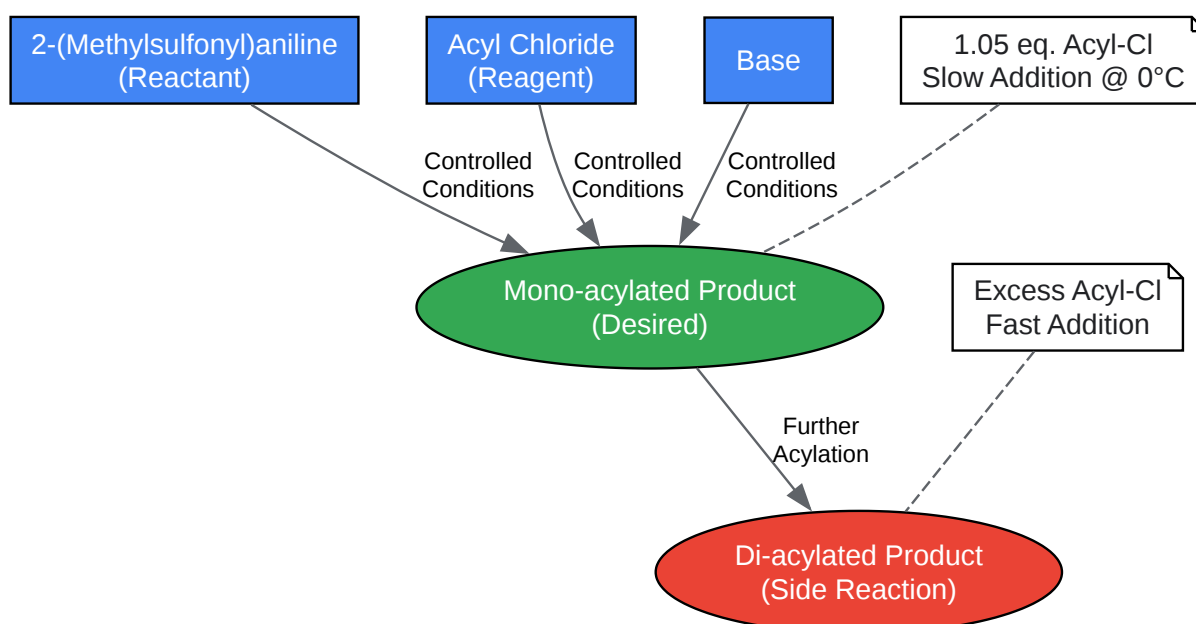 2-(Methylsulfonyl)aniline
(Reactant)
Acyl Chloride
(Reagent)
Base
1.05 eq. Acyl-Cl
Slow Addition @ 0°C
Controlled
Conditions
Controlled
Conditions
Controlled
Conditions
Mono-acylated Product
(Desired)
Excess Acyl-Cl
Fast Addition
Further
Acylation
Di-acylated Product
(Side Reaction)